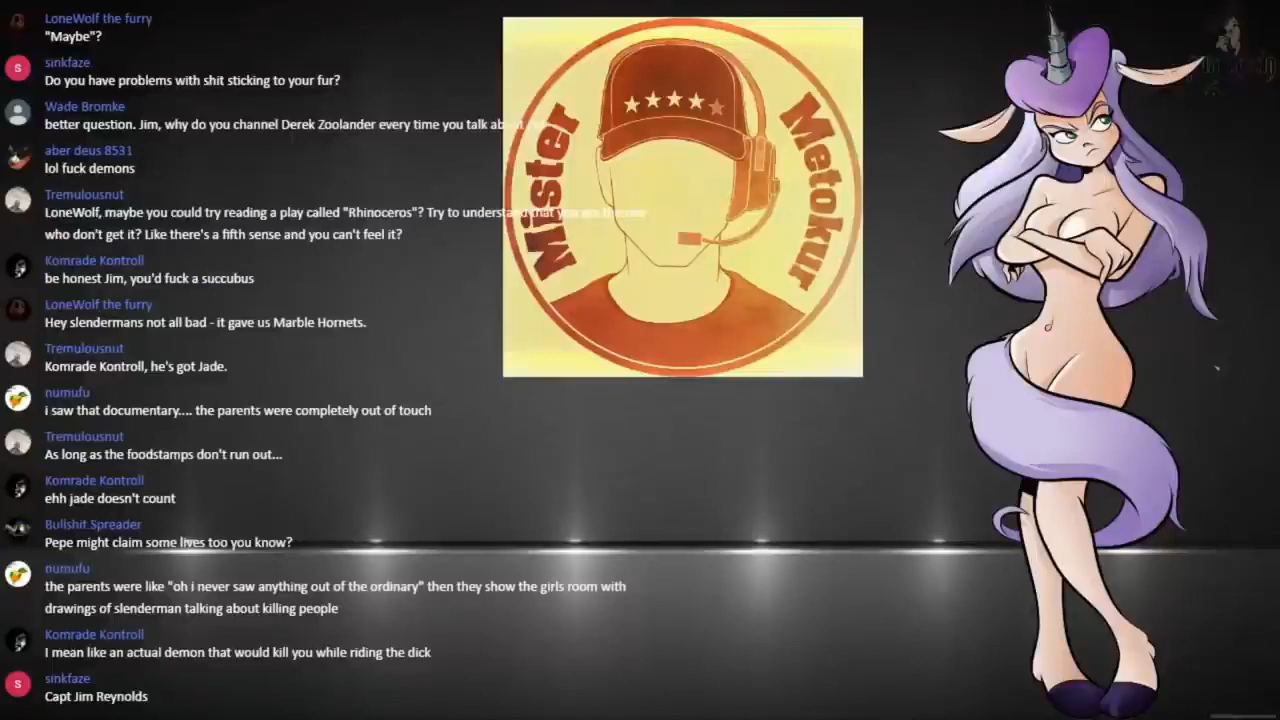 LoneWolf the furry
"Maybe"?
sinkfaze
Do you have problems with shit sticking to your fur?
Wade Bromke
better question. Jim, why do you channel Derek Zoolander every time you talk
aber deus 8531
lol fuck demons
Tremulousnut
LoneWolf, maybe you could try reading a play called "Rhinoceros"? Try to understand that you are the one
who don't get it? Like there's a fifth sense and you can't feel it?
Komrade Kontroll
be honest Jim, you'd fuck a succubus
LoneWolf the furry
Hey slendermans not all bad - it gave us Marble Hornets.
Tremulousnut
Komrade Kontroll, he's got Jade.
numufu
i saw that documentary.... the parents were completely out of touch
Tremulousnut
As long as the foodstamps don't run out...
Komrade Kontroll
ehh jade doesn't count
Bullshit Spreader
Pepe might claim some lives too you know?
numufu
the parents were like "oh i never saw anything out of the ordinary" then they show the girls room with
drawings of slenderman talking about killing people
Komrade Kontroll
I mean like an actual demon that would kill you while riding the dick
sinkfaze
Capt Jim Reynolds
S
S
Mister
Metokur